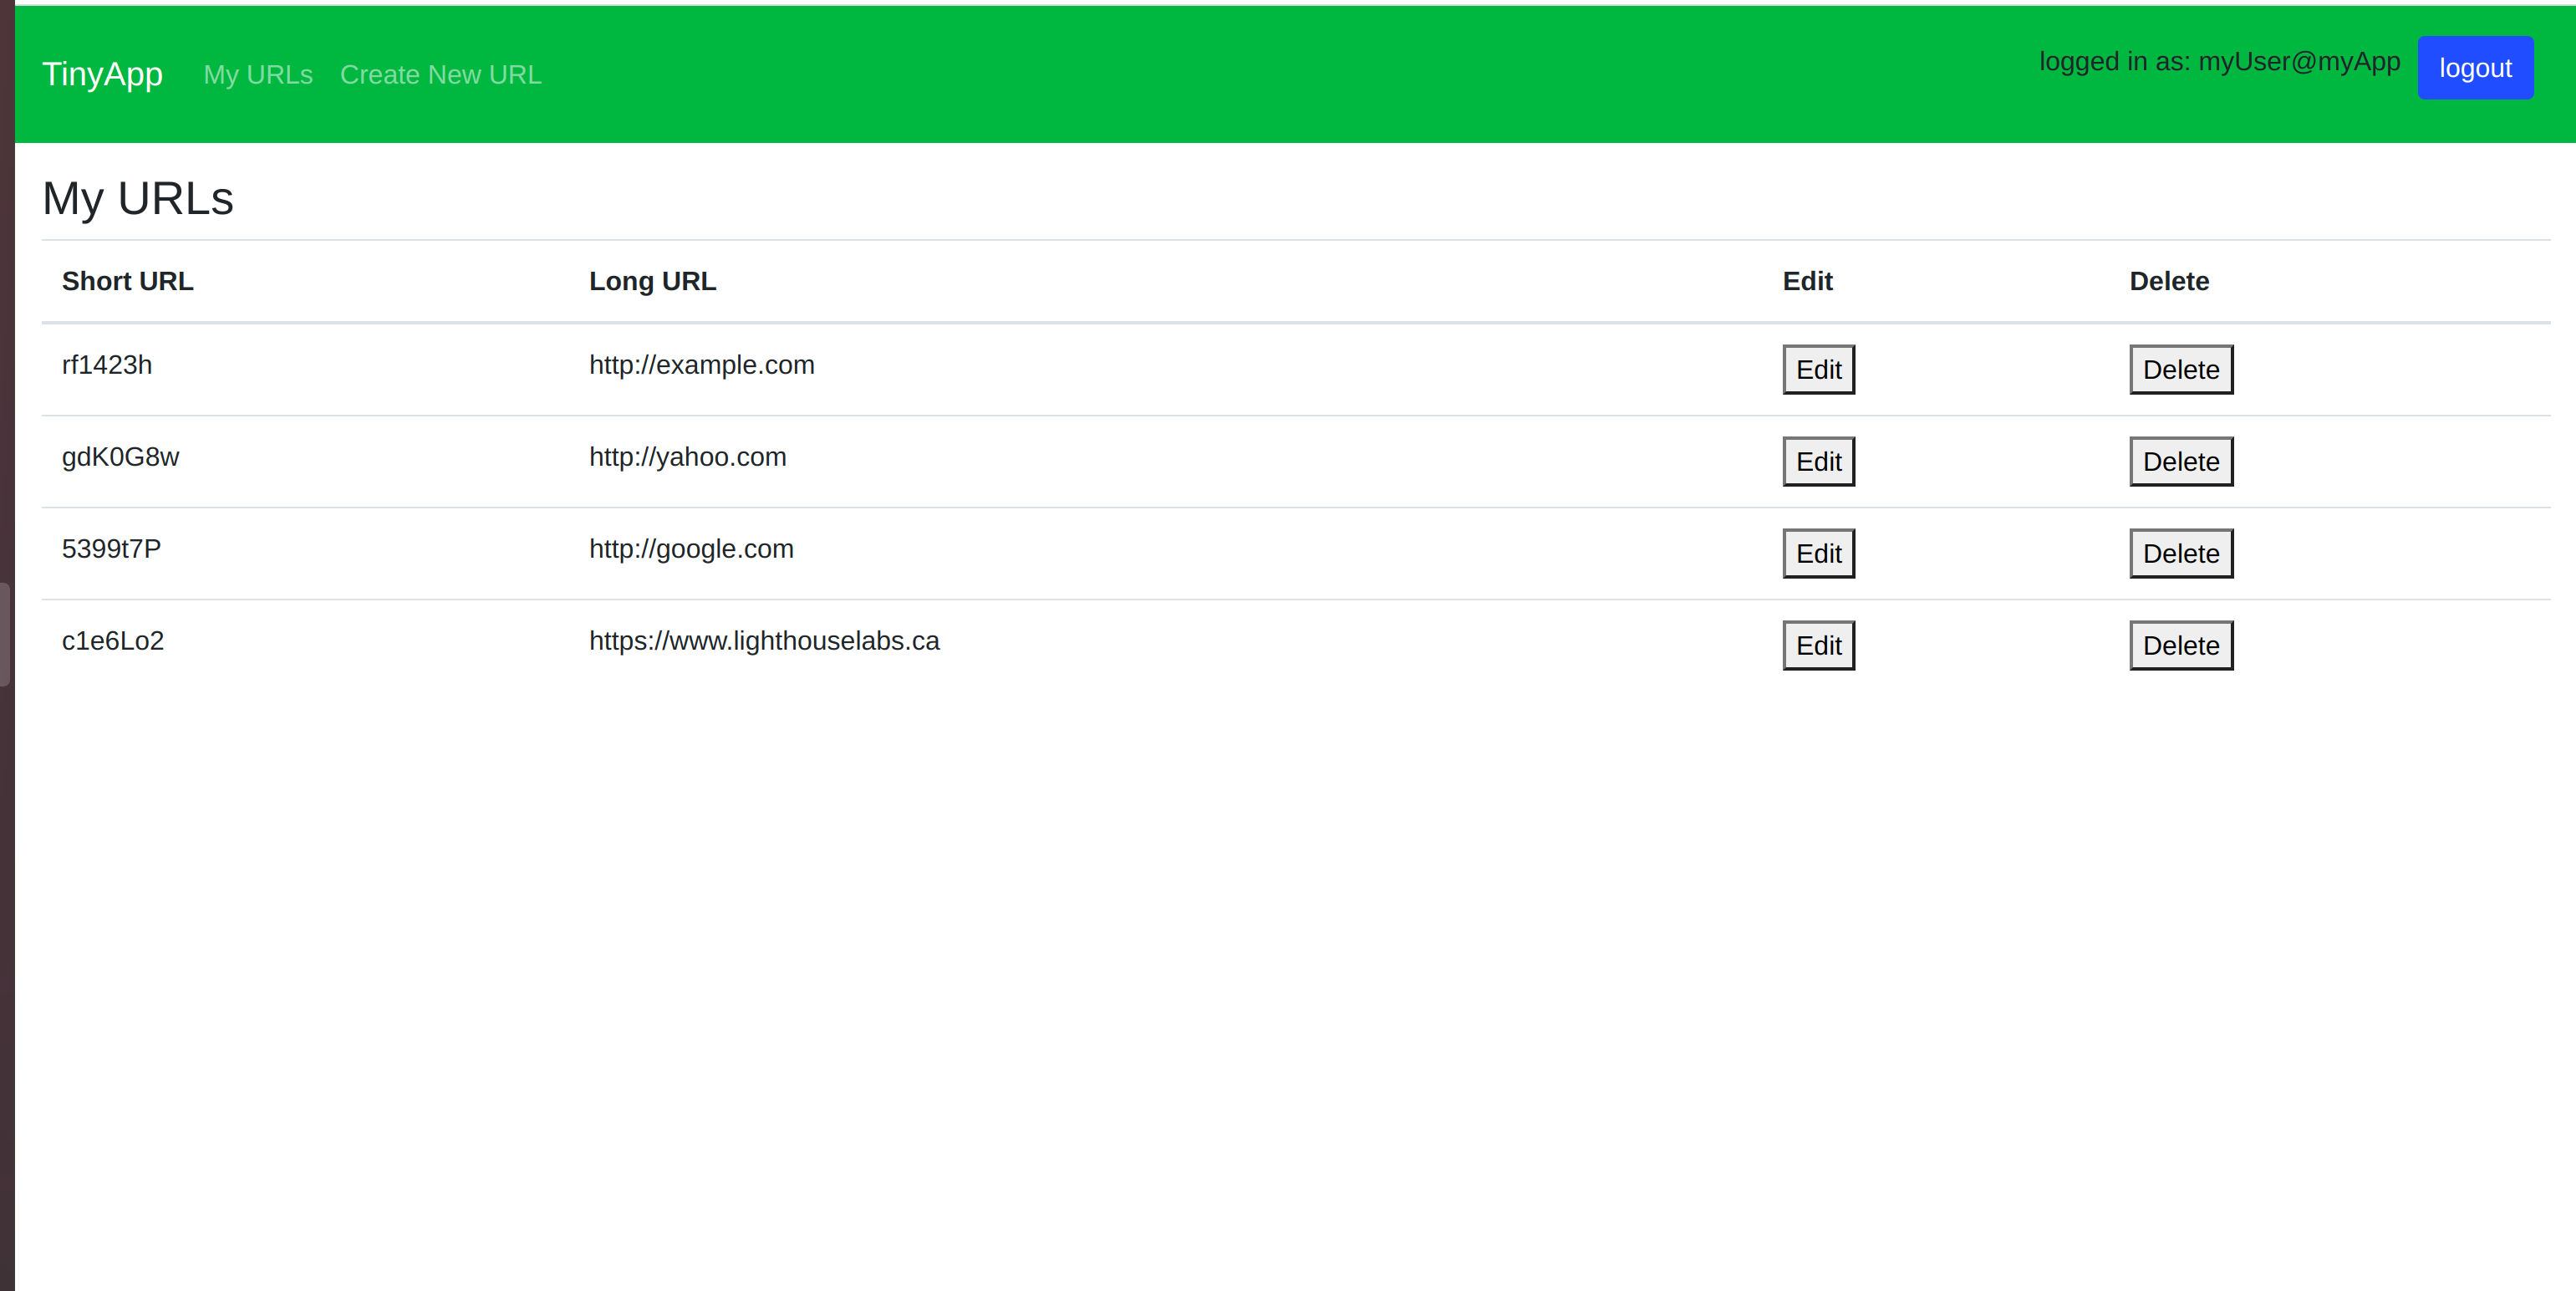 TinyApp My URLs Create New URL logged in as: myUser@myApp logout
My URLs
Short URL Long URL Edit Delete
rf1423h http://example.com Edit Delete
gdK0G8w http://yahoo.com Edit Delete
5399t7P http://google.com Edit Delete
c1e6Lo2 https://www.lighthouselabs.ca Edit Delete